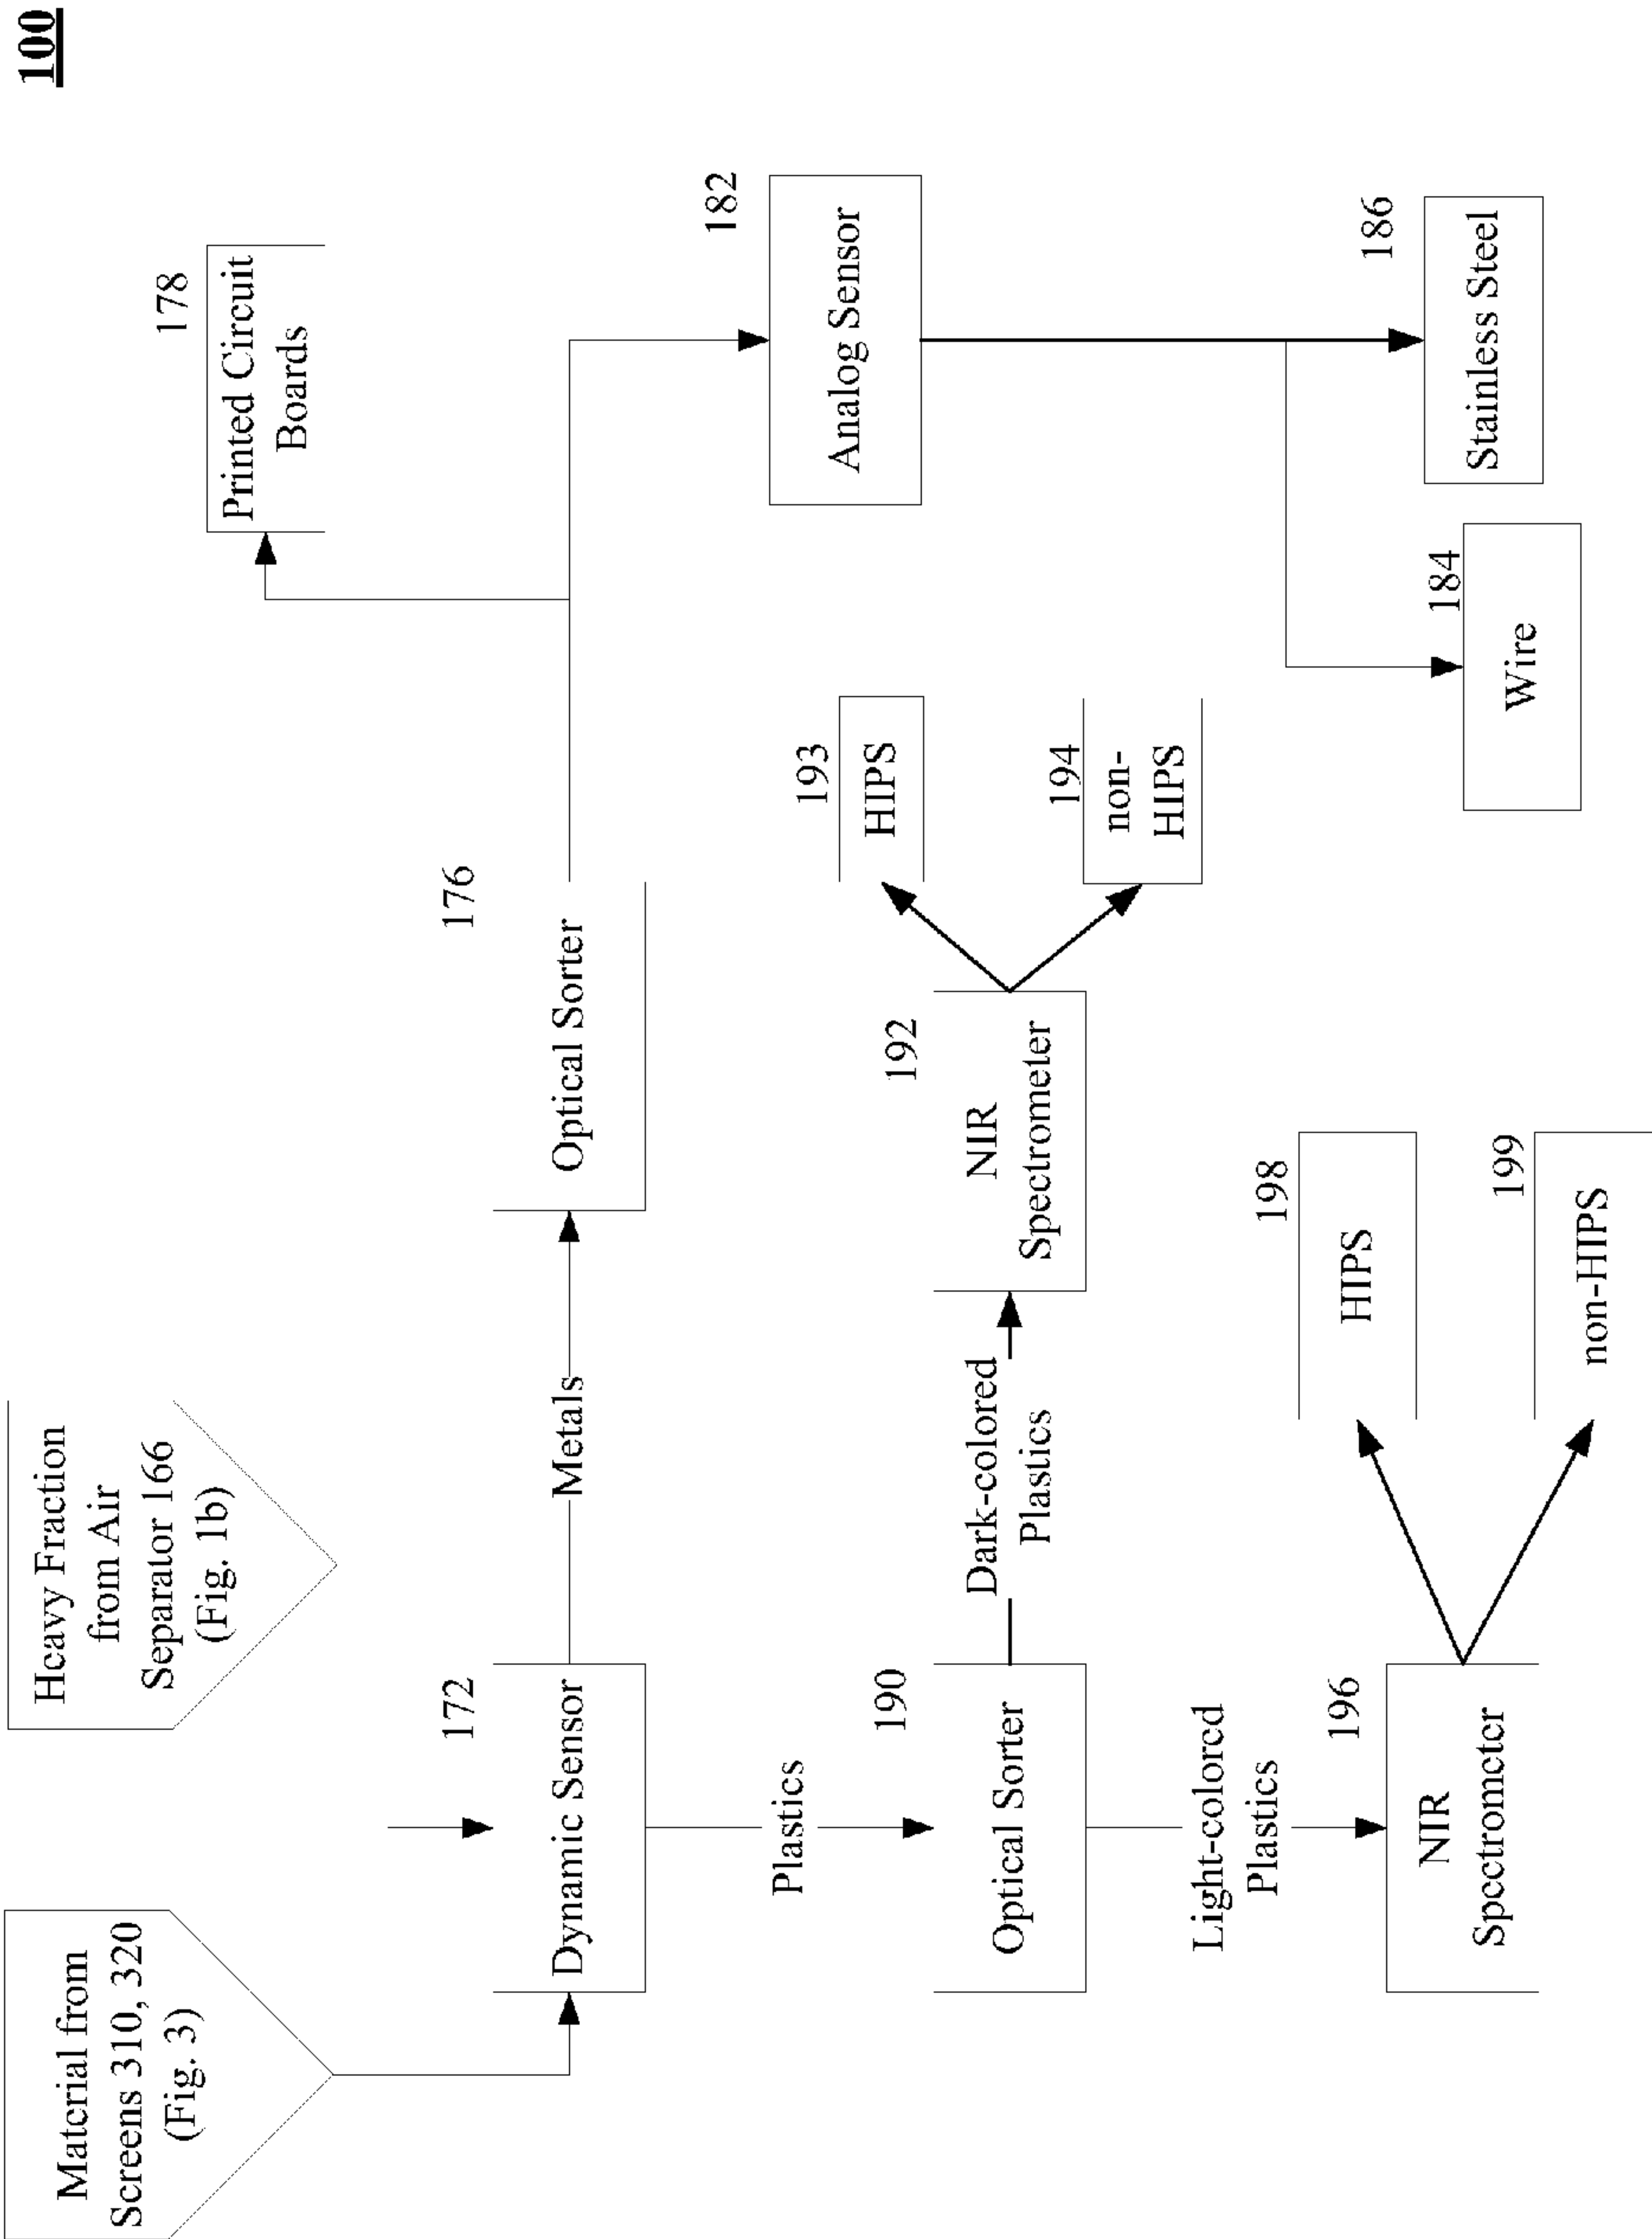 100
Heavy Fraction
from Air
Separator 166
(Fig. 1b)
Material from
Screens 310, 320
(Fig. 3)
178
Printed Circuit
Boards
172
Dynamic Sensor
Metals
176
Optical Sorter
182
Analog Sensor
Plastics
190
Optical Sorter
Dark-colored
Plastics
192
NIR
Spectrometer
193
HIPS
194
non-
HIPS
Light-colored
Plastics
196
NIR
Spectrometer
198
HIPS
199
non-HIPS
184
Wire
186
Stainless Steel